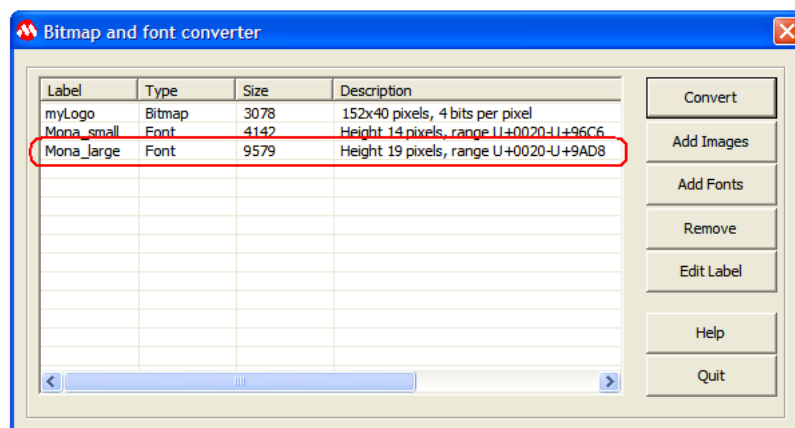 Bitmap and font converter
Label Type Size Description
myLogo Bitmap 3078 152x40 pixels, 4 bits per pixel
Mona_small Font 4142 Height 14 pixels, range U+0020-U+96C6
Mona_large Font 9579 Height 19 pixels, range U+0020-U+9AD8
Convert
Add Images
Add Fonts
Remove
Edit Label
Help
Quit